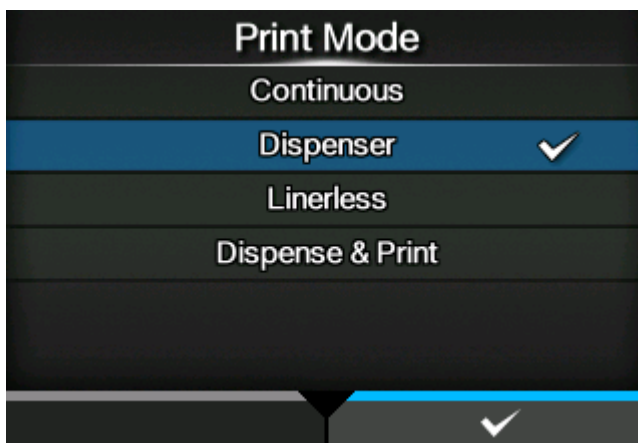 Print Mode
Continuous
Dispenser
Linerless
Dispense & Print